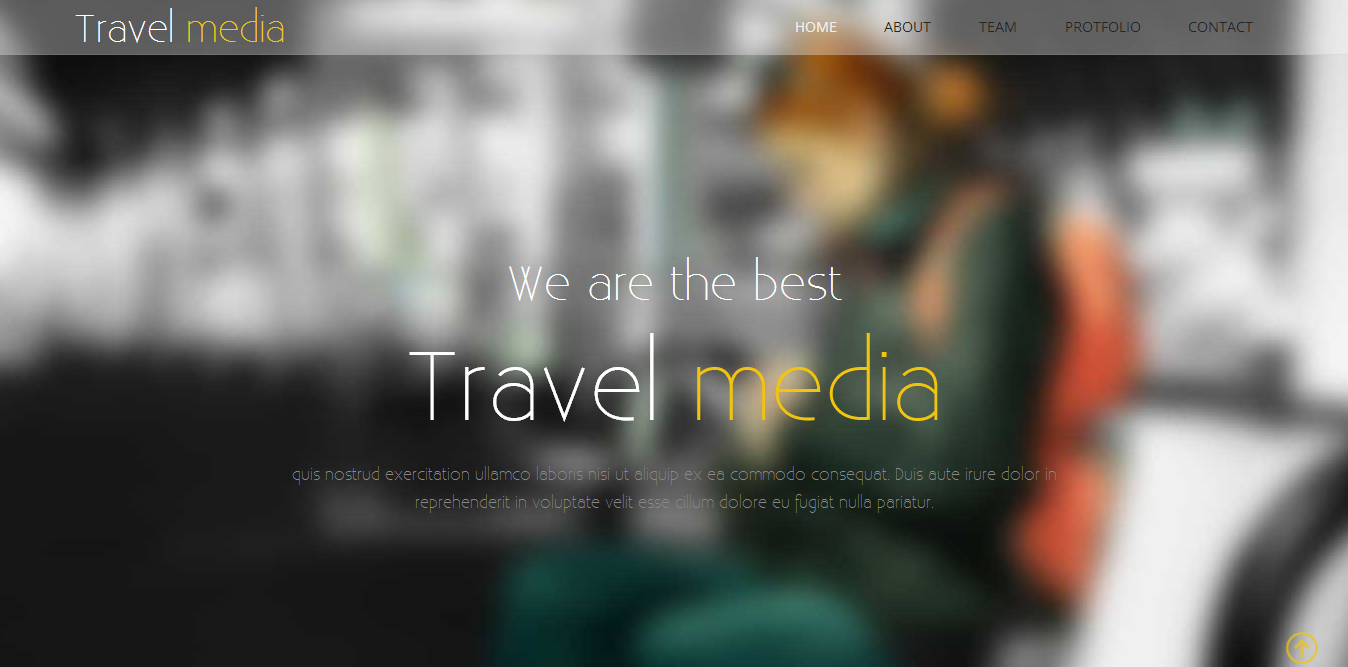 Travel media
HOME ABOUT TEAM PROTFOLIO CONTACT
We are the best
Travel media
quis nostrud exercitation ullamco laboris nisi ut aliquip ex ea commodo consequat. Duis aute irure dolor in
reprehenderit in voluptate velit esse cillum dolore eu fugiat nulla pariatur.